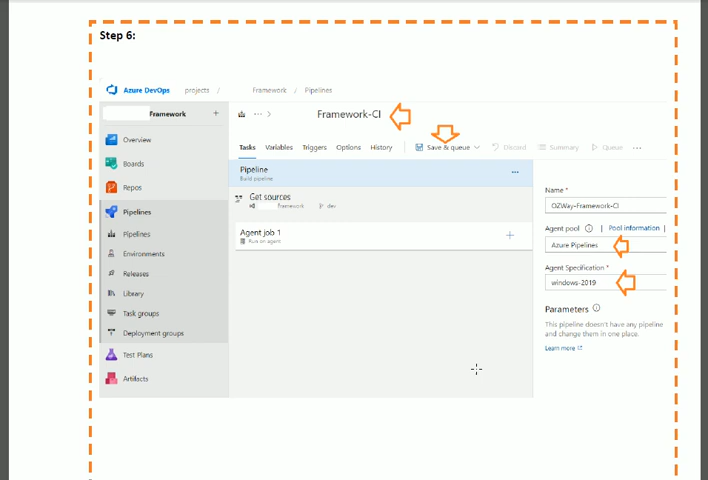 Step 6:
Azure DevOps projects / Framework / Pipelines
Framework +
··· > Framework-CI
Tasks Variables Triggers Options History Save & queue Discard Summary Queue ···
Overview
Boards
Repos
Pipelines
Pipelines
Environments
Releases
Library
Task groups
Deployment groups
Test Plans
Artifacts
Pipeline ···
Build pipeline
Get sources
Framework dev
Agent job 1 +
Run on agent
Name *
OZWay-Framework-CI
Agent pool | Pool information |
Azure Pipelines
Agent Specification *
windows-2019
Parameters
This pipeline doesn't have any pipeline
and change them in one place.
Learn more